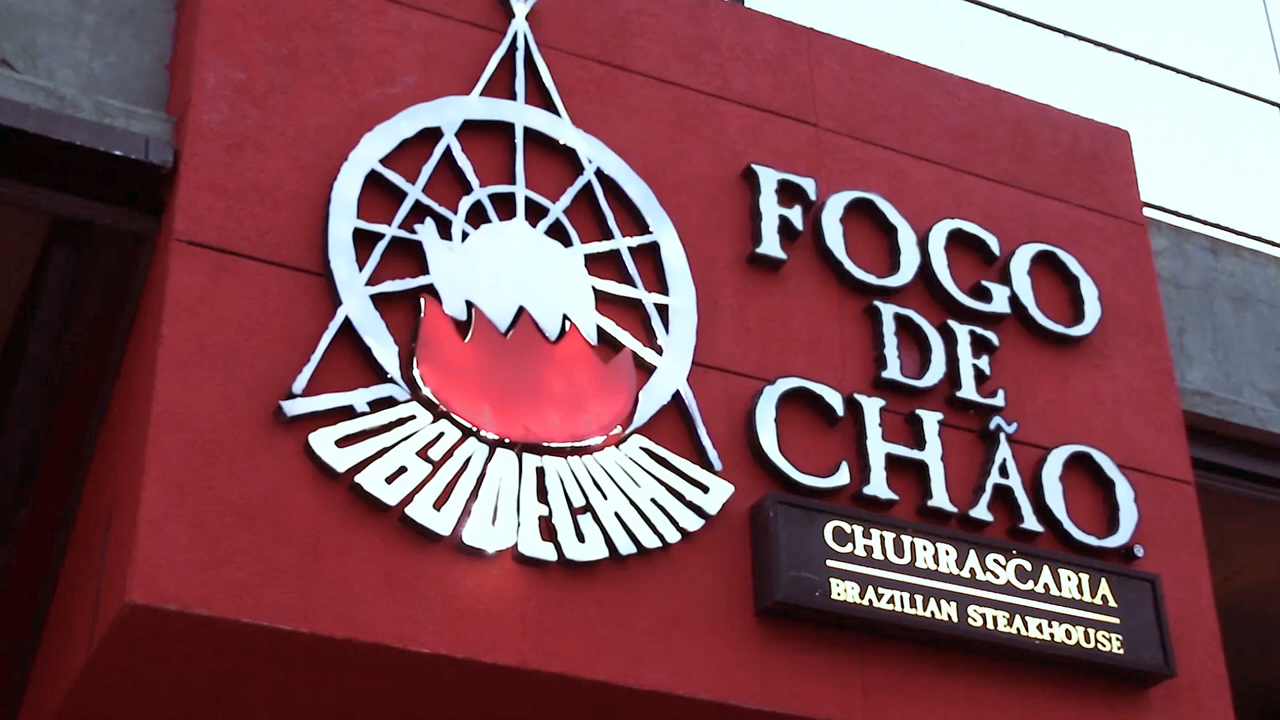 FOGODECHÃO
FOGO
DE
CHÃO®
CHURRASCARIA
BRAZILIAN STEAKHOUSE